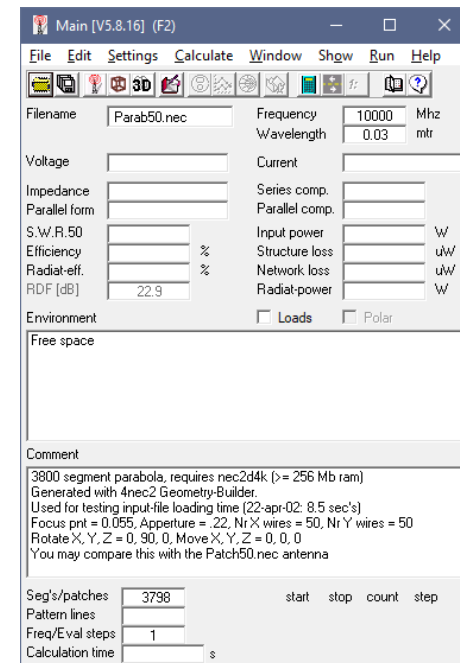 Main [V5.8.16] (F2)
File Edit Settings Calculate Window Show Run Help
3D
Filename Parab50.nec Frequency 10000 Mhz
Wavelength 0.03 mtr
Voltage Current
Impedance Series comp.
Parallel form Parallel comp.
S.W.R.50 Input power W
Efficiency % Structure loss uW
Radiat-eff. % Network loss uW
RDF [dB] 22.9 Radiat-power W
Environment Loads Polar
Free space
Comment
3800 segment parabola, requires nec2d4k (>= 256 Mb ram)
Generated with 4nec2 Geometry-Builder.
Used for testing input-file loading time (22-apr-02: 8.5 sec's)
Focus pnt = 0.055, Apperture = .22, Nr X wires = 50, Nr Y wires = 50
Rotate X, Y, Z = 0, 90, 0, Move X, Y, Z = 0, 0, 0
You may compare this with the Patch50.nec antenna
Seg's/patches 3798 start stop count step
Pattern lines
Freq/Eval steps 1
Calculation time s